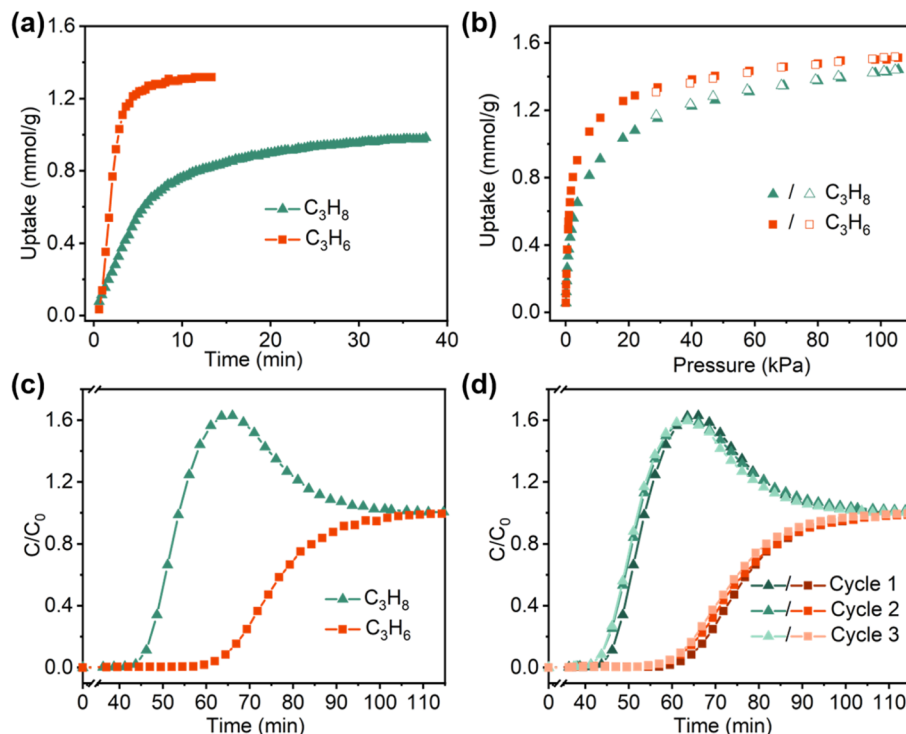 (a)
1.6
1.2
0.8
0.4
0.0
Uptake (mmol/g)
C₃H₈
C₃H₆
0 10 20 30 40
Time (min)
(b)
1.6
1.2
0.8
0.4
0.0
Uptake (mmol/g)
/ C₃H₈
/ C₃H₆
0 20 40 60 80 100
Pressure (kPa)
(c)
1.6
1.2
0.8
0.4
0.0
C/C₀
C₃H₈
C₃H₆
40 50 60 70 80 90 100 110
Time (min)
(d)
1.6
1.2
0.8
0.4
0.0
C/C₀
/ Cycle 1
/ Cycle 2
/ Cycle 3
40 50 60 70 80 90 100 110
Time (min)